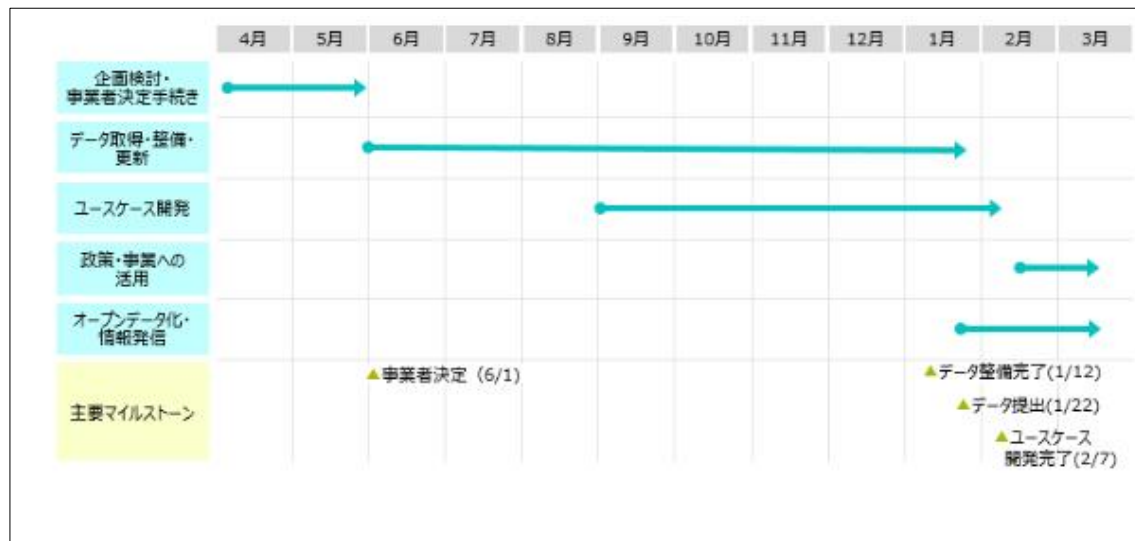 4月 5月 6月 7月 8月 9月 10月 11月 12月 1月 2月 3月
企画検討・
事業者決定手続き
データ取得・整備・
更新
ユースケース開発
政策・事業への
活用
オープンデータ化・
情報発信
主要マイルストーン
▲事業者決定（6/1）
▲データ整備完了(1/12)
▲データ提出(1/22)
▲ユースケース
開発完了(2/7)